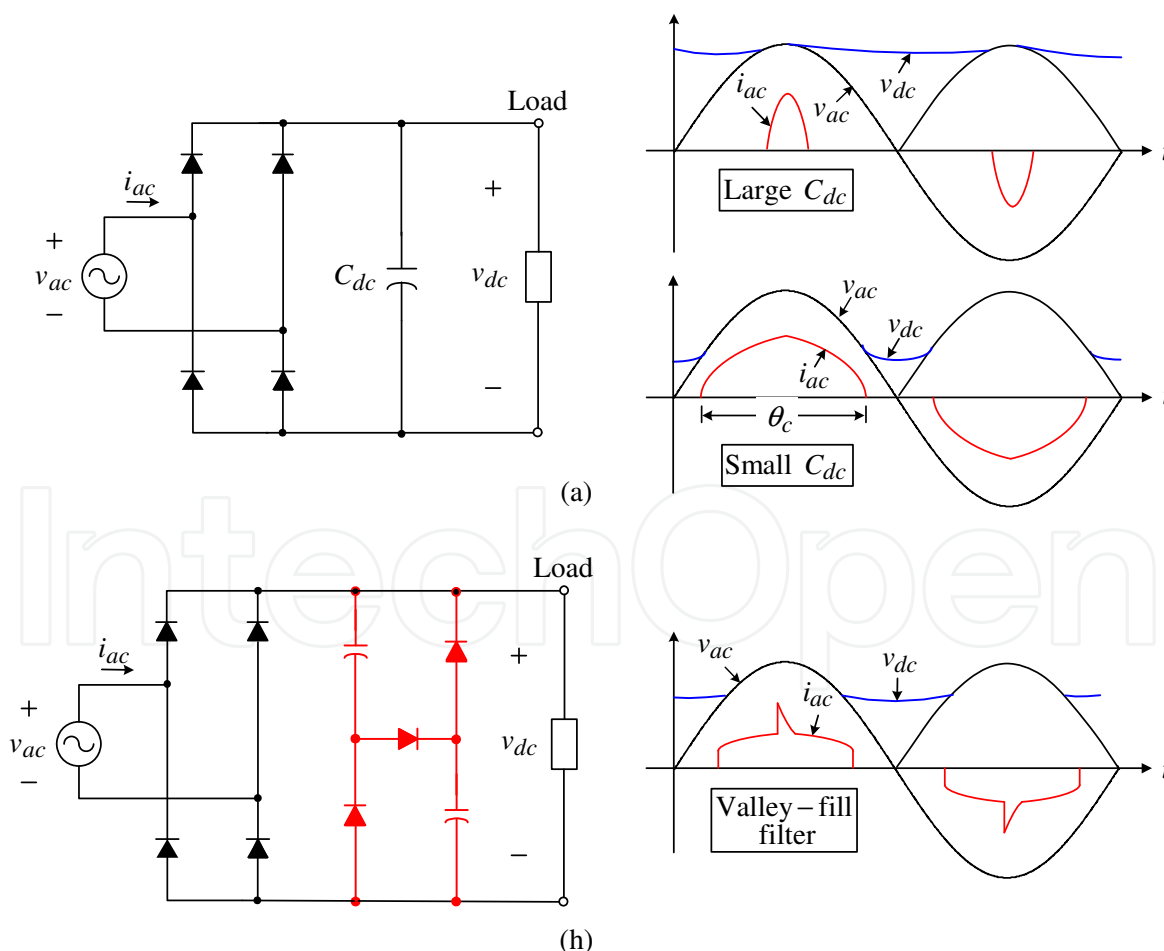 Load
+
i_ac
+
v_ac
−
C_dc
v_dc
−
i_ac
v_ac
v_dc
Large C_dc
v_ac
v_dc
i_ac
θ_c
Small C_dc
(a)
IntechOpen
Load
+
i_ac
+
v_ac
−
v_dc
−
v_ac
v_dc
i_ac
Valley−fill
filter
(h)